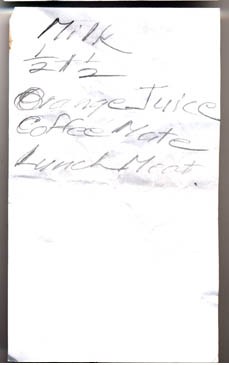 Milk
1/2 + 1/2
Orange Juice
Coffee Mate
Lunch Meat